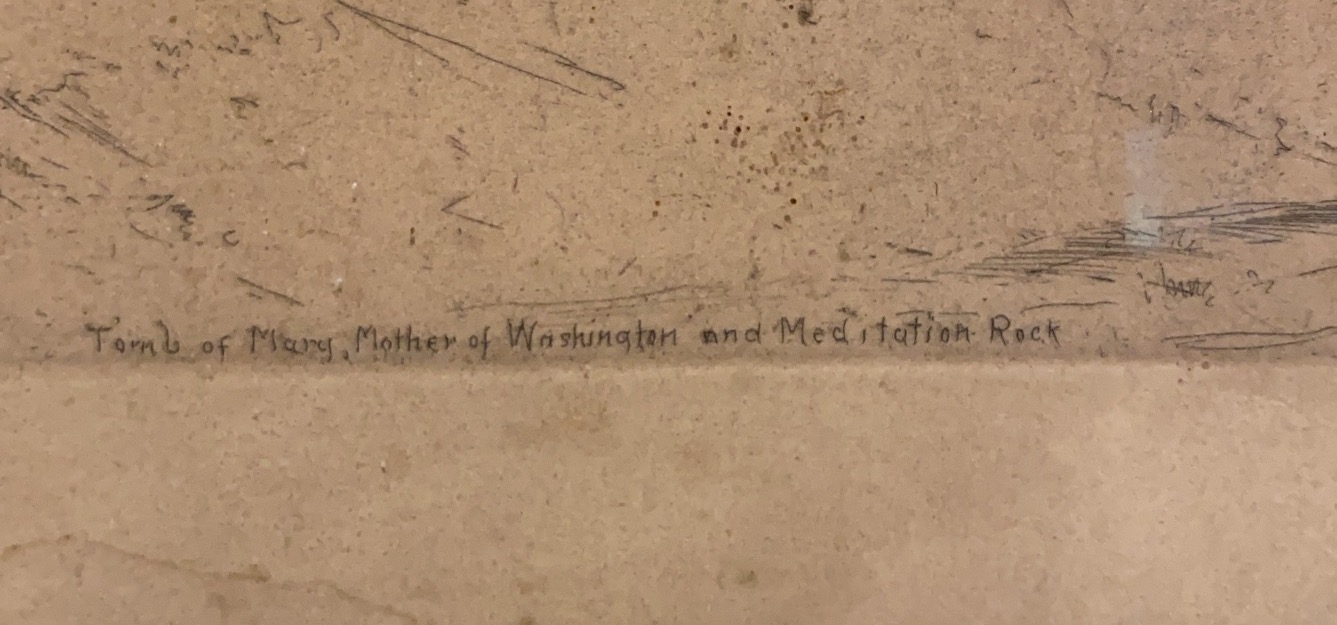 Tomb of Mary, Mother of Washington and Meditation Rock